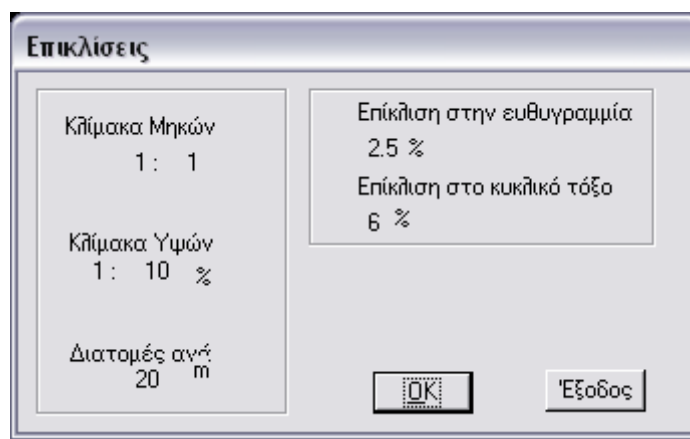 Επικλίσεις
Κλίμακα Μηκών
1 : 1
Κλίμακα Υψών
1 : 10 %
Διατομές ανά
20 m
Επίκλιση στην ευθυγραμμία
2.5 %
Επίκλιση στο κυκλικό τόξο
6 %
OK
Έξοδος